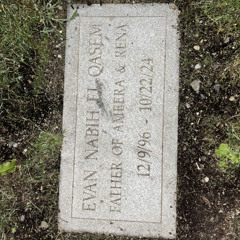 EVAN NABIH EL QASEM
FATHER OF AMEERA & RENA
12/9/96 - 10/22/24